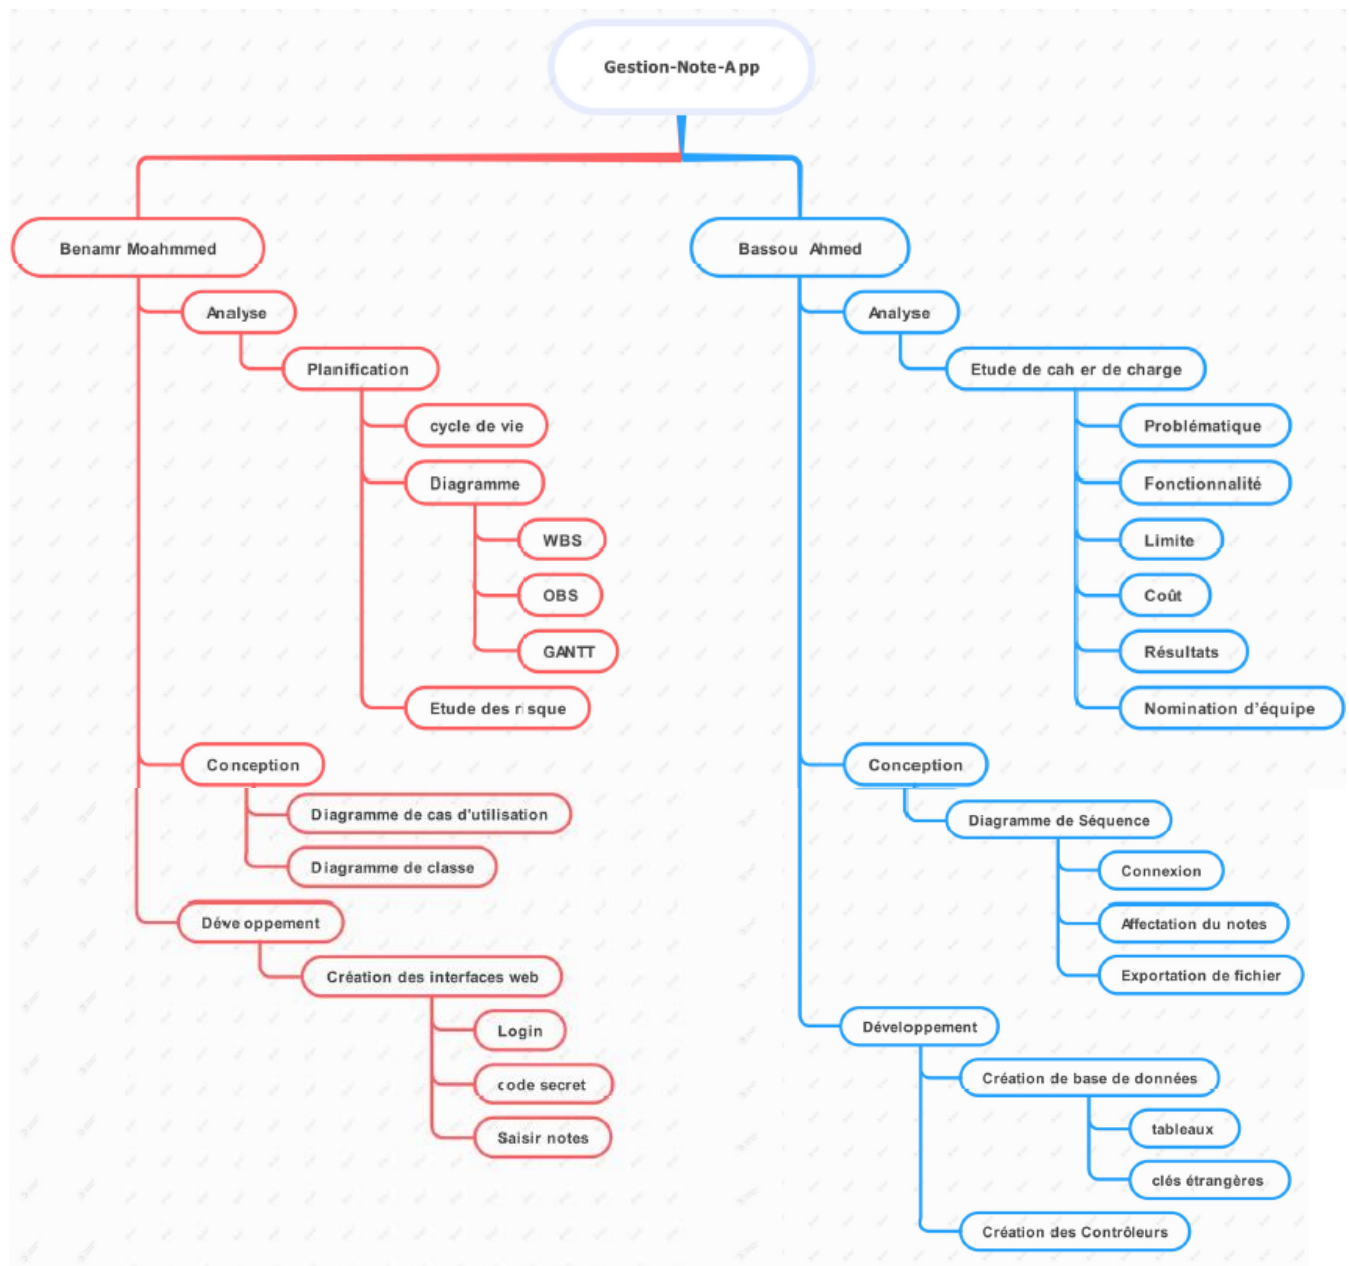 Gestion-Note-App
Benamr Moahmmed
Analyse
Planification
cycle de vie
Diagramme
WBS
OBS
GANTT
Etude des risque
Conception
Diagramme de cas d'utilisation
Diagramme de classe
Développement
Création des interfaces web
Login
code secret
Saisir notes
Bassou Ahmed
Analyse
Etude de cahier de charge
Problématique
Fonctionnalité
Limite
Coût
Résultats
Nomination d'équipe
Conception
Diagramme de Séquence
Connexion
Affectation du notes
Exportation de fichier
Développement
Création de base de données
tableaux
clés étrangères
Création des Contrôleurs